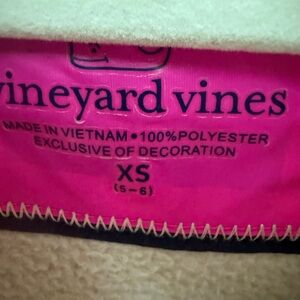 vineyard vines
MADE IN VIETNAM•100%POLYESTER
EXCLUSIVE OF DECORATION
XS
(5-6)